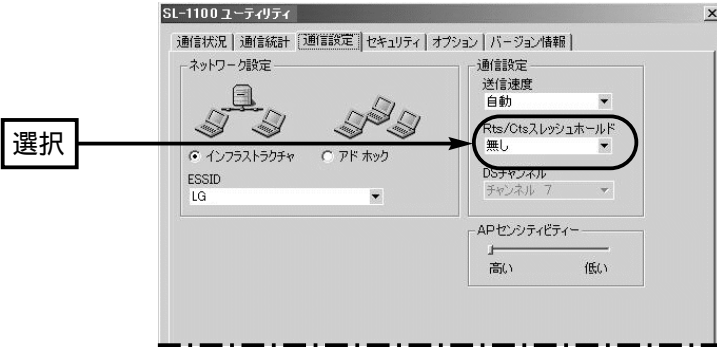 SL-1100 ユーティリティ
通信状況 通信統計 通信設定 セキュリティ オプション バージョン情報
ネットワーク設定
インフラストラクチャ アド ホック
ESSID
LG
通信設定
送信速度
自動
Rts/Ctsスレッシュホールド
無し
DSチャンネル
チャンネル 7
APセンシティビティー
高い 低い
選択